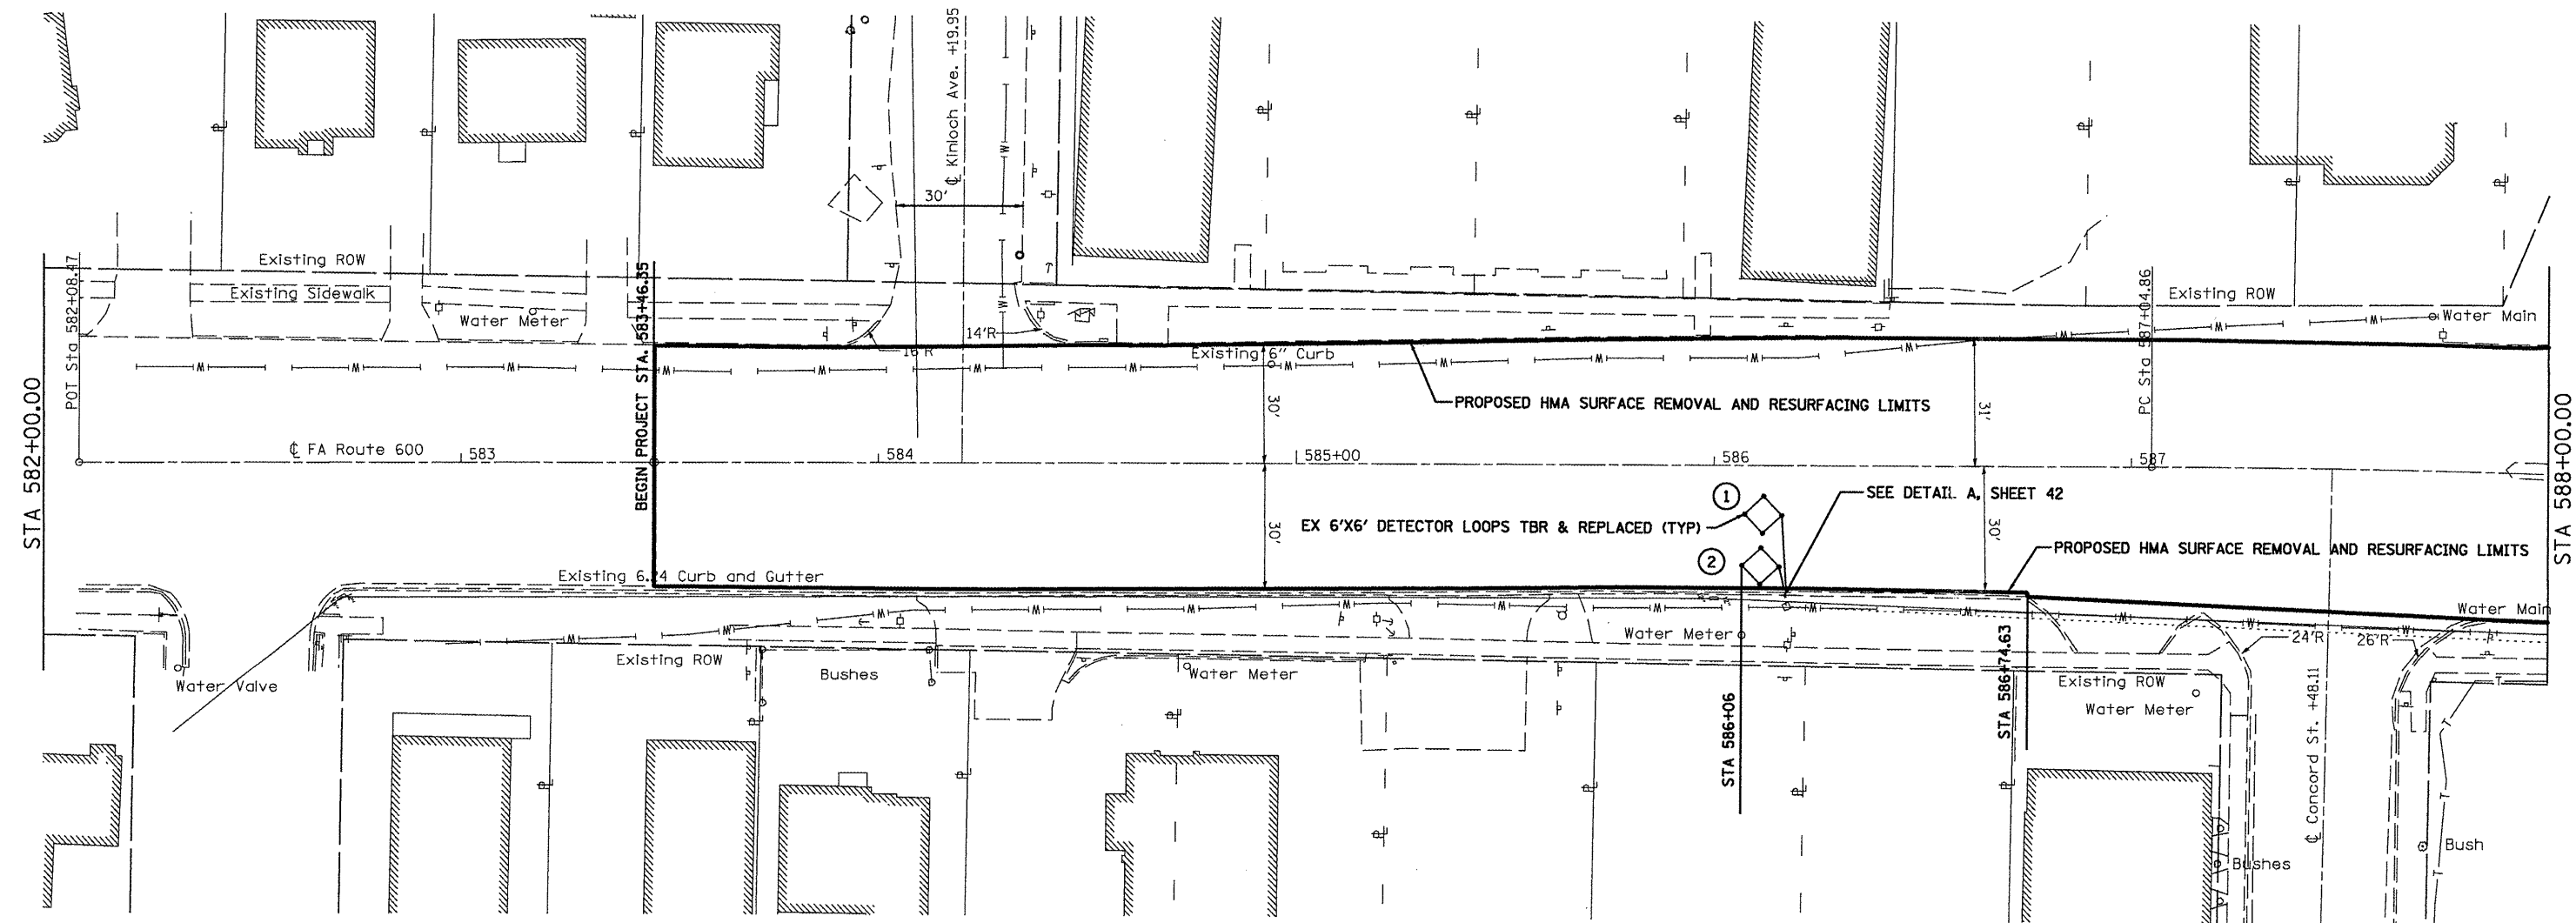 ℄ Kinloch Ave. +19.95
30'
Existing ROW
Existing Sidewalk
Water Meter
POT Sta 582+08.47
BEGIN PROJECT STA. 583+46.35
16'R
14'R
Existing 6" Curb
PROPOSED HMA SURFACE REMOVAL AND RESURFACING LIMITS
PC Sta 587+04.86
Existing ROW
Water Main
STA 582+00.00
℄ FA Route 600
583
584
585+00
586
587
30'
31'
30'
30'
STA 588+00.00
1
EX 6'X6' DETECTOR LOOPS TBR & REPLACED (TYP)
2
SEE DETAIL A, SHEET 42
PROPOSED HMA SURFACE REMOVAL AND RESURFACING LIMITS
Existing 6.24 Curb and Gutter
Water Main
Water Valve
Existing ROW
Bushes
Water Meter
Water Meter
STA 586+06
STA 586+74.63
24'R
26'R
Existing ROW
Water Meter
℄ Concord St. +48.11
Bushes
Bush
W
T